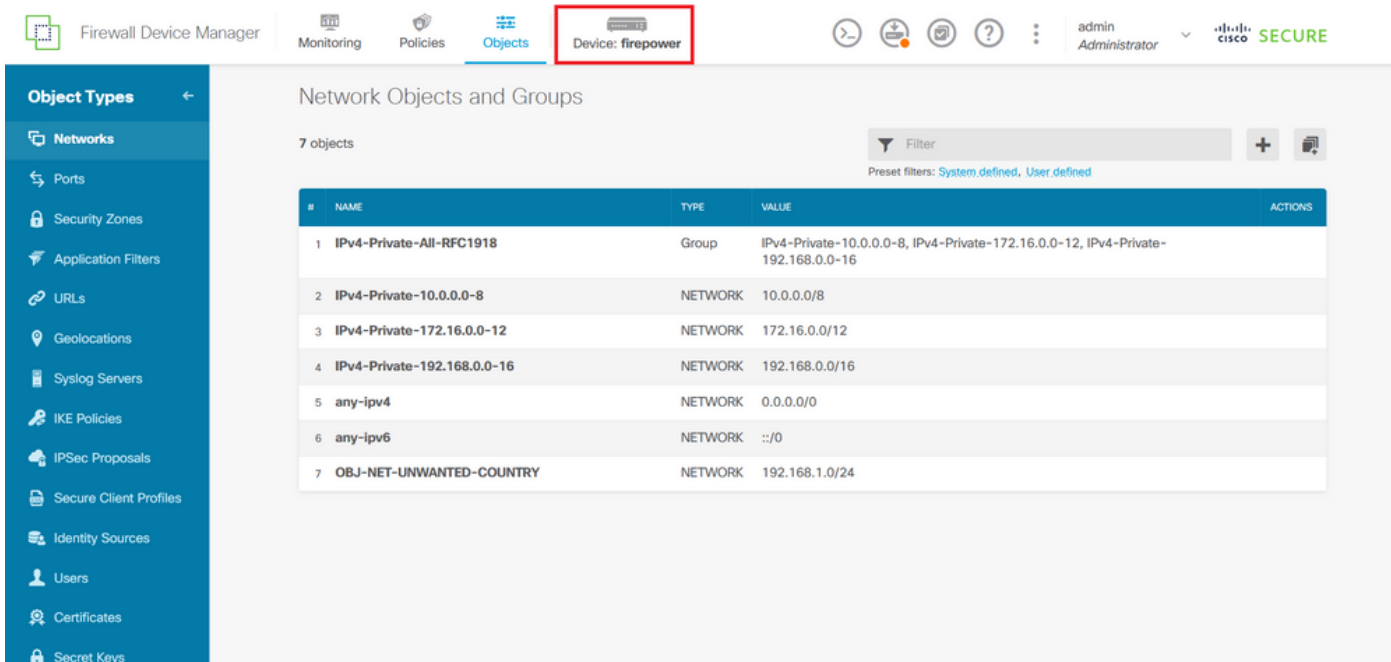 Firewall Device Manager
Monitoring
Policies
Objects
Device: firepower
admin
Administrator
cisco SECURE
Object Types
Networks
Ports
Security Zones
Application Filters
URLs
Geolocations
Syslog Servers
IKE Policies
IPSec Proposals
Secure Client Profiles
Identity Sources
Users
Certificates
Secret Keys
Network Objects and Groups
7 objects
Filter
Preset filters: System defined, User defined
# NAME TYPE VALUE ACTIONS
1 IPv4-Private-All-RFC1918 Group IPv4-Private-10.0.0.0-8, IPv4-Private-172.16.0.0-12, IPv4-Private-
192.168.0.0-16
2 IPv4-Private-10.0.0.0-8 NETWORK 10.0.0.0/8
3 IPv4-Private-172.16.0.0-12 NETWORK 172.16.0.0/12
4 IPv4-Private-192.168.0.0-16 NETWORK 192.168.0.0/16
5 any-ipv4 NETWORK 0.0.0.0/0
6 any-ipv6 NETWORK ::/0
7 OBJ-NET-UNWANTED-COUNTRY NETWORK 192.168.1.0/24